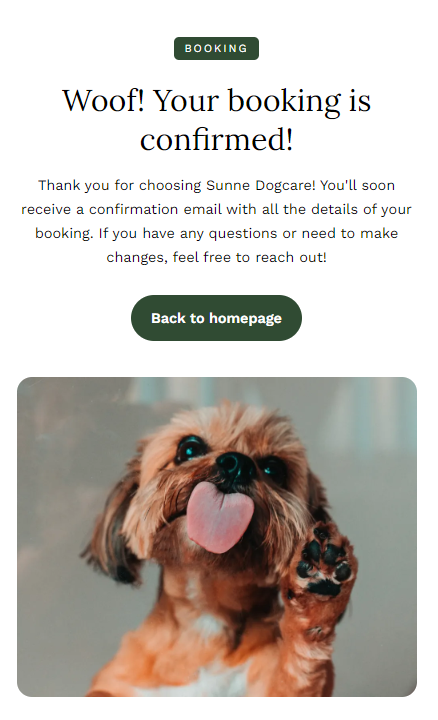 BOOKING
Woof! Your booking is
confirmed!
Thank you for choosing Sunne Dogcare! You'll soon
receive a confirmation email with all the details of your
booking. If you have any questions or need to make
changes, feel free to reach out!
Back to homepage